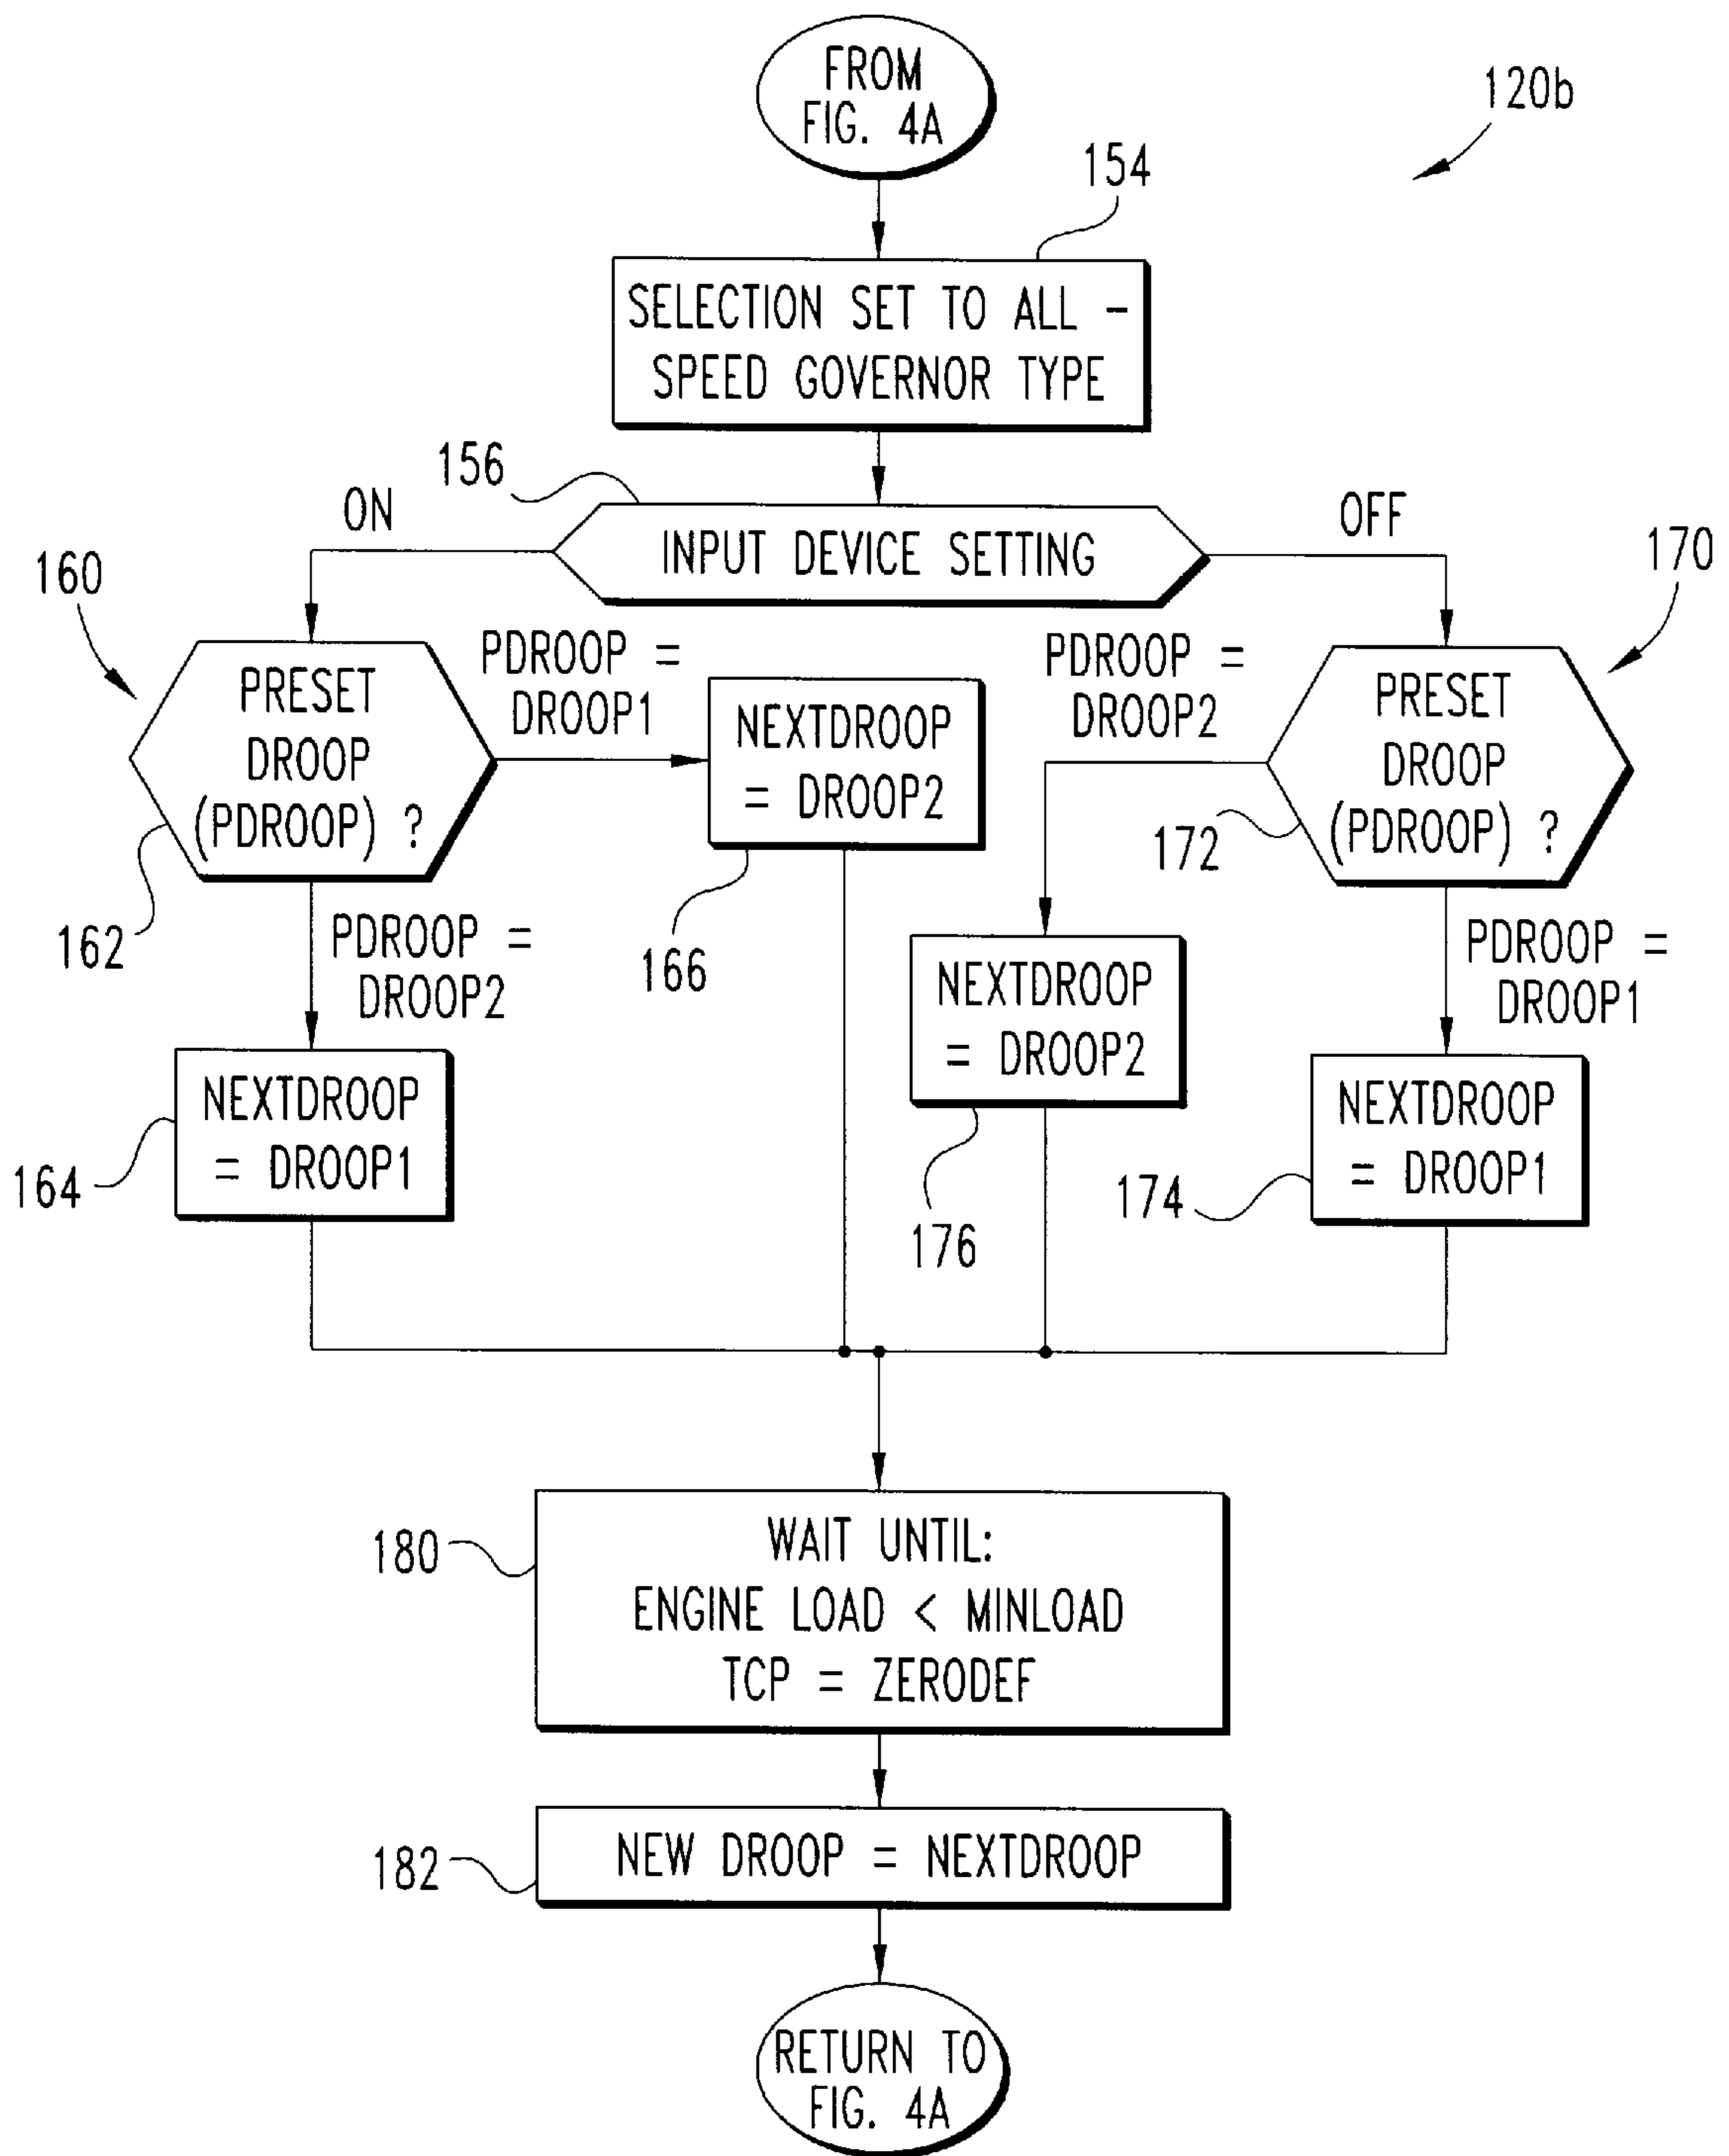 FROM
FIG. 4A
120b
154
SELECTION SET TO ALL -
SPEED GOVERNOR TYPE
156
ON
INPUT DEVICE SETTING
OFF
160
170
PRESET
DROOP
(PDROOP) ?
162
PDROOP =
DROOP1
NEXTDROOP
= DROOP2
166
PDROOP =
DROOP2
PRESET
DROOP
(PDROOP) ?
172
PDROOP =
DROOP2
NEXTDROOP
= DROOP1
164
NEXTDROOP
= DROOP2
176
PDROOP =
DROOP1
NEXTDROOP
= DROOP1
174
180
WAIT UNTIL:
ENGINE LOAD < MINLOAD
TCP = ZERODEF
182
NEW DROOP = NEXTDROOP
RETURN TO
FIG. 4A